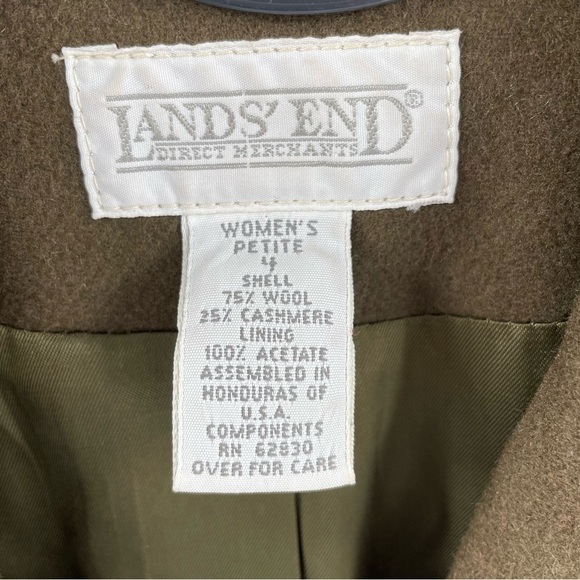 LANDS' END®
DIRECT MERCHANTS
WOMEN'S
PETITE
4
SHELL
75% WOOL
25% CASHMERE
LINING
100% ACETATE
ASSEMBLED IN
HONDURAS OF
U.S.A.
COMPONENTS
RN 62830
OVER FOR CARE